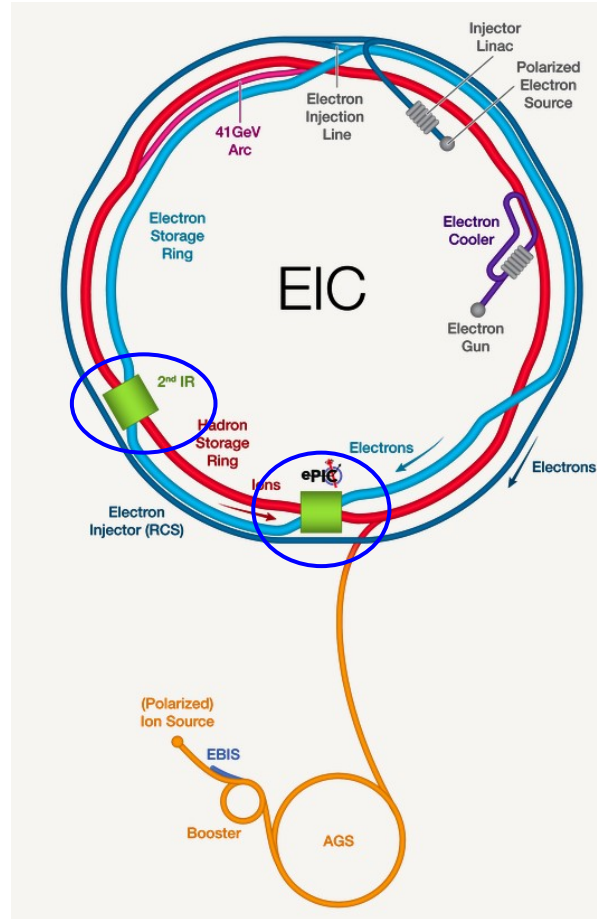 Injector
Linac
Polarized
Electron
Source
Electron
Injection
Line
41GeV
Arc
Electron
Storage
Ring
Electron
Cooler
EIC
Electron
Gun
2nd IR
Hadron
Storage
Ring
Electrons
ePIC
Ions
Electrons
Electron
Injector (RCS)
(Polarized)
Ion Source
EBIS
Booster
AGS